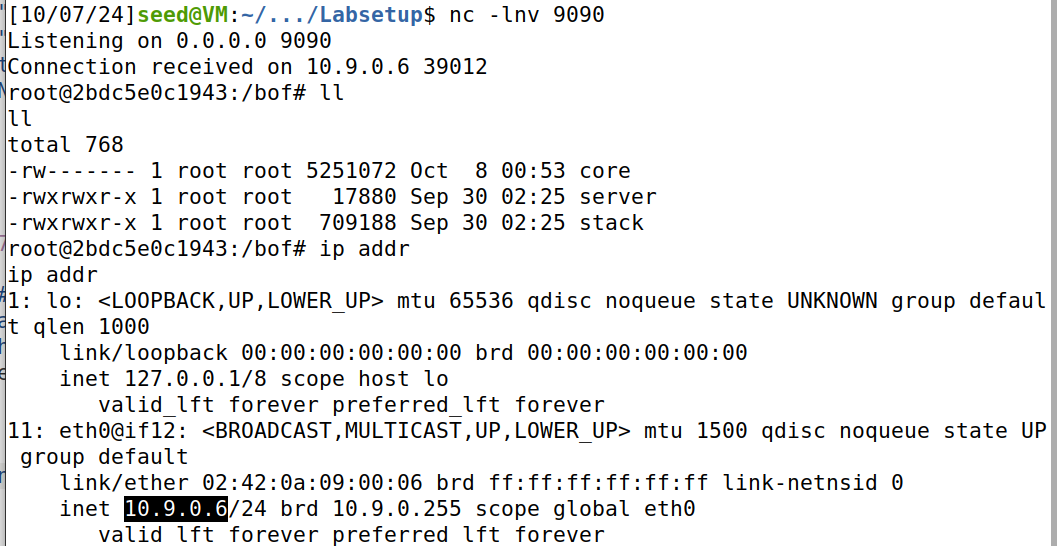 [10/07/24]seed@VM:~/.../Labsetup$ nc -lnv 9090
Listening on 0.0.0.0 9090
Connection received on 10.9.0.6 39012
root@2bdc5e0c1943:/bof# ll
ll
total 768
-rw------- 1 root root 5251072 Oct  8 00:53 core
-rwxrwxr-x 1 root root   17880 Sep 30 02:25 server
-rwxrwxr-x 1 root root  709188 Sep 30 02:25 stack
root@2bdc5e0c1943:/bof# ip addr
ip addr
1: lo: <LOOPBACK,UP,LOWER_UP> mtu 65536 qdisc noqueue state UNKNOWN group defaul
t qlen 1000
    link/loopback 00:00:00:00:00:00 brd 00:00:00:00:00:00
    inet 127.0.0.1/8 scope host lo
       valid_lft forever preferred_lft forever
11: eth0@if12: <BROADCAST,MULTICAST,UP,LOWER_UP> mtu 1500 qdisc noqueue state UP
 group default
    link/ether 02:42:0a:09:00:06 brd ff:ff:ff:ff:ff:ff link-netnsid 0
    inet 10.9.0.6/24 brd 10.9.0.255 scope global eth0
       valid lft forever preferred lft forever